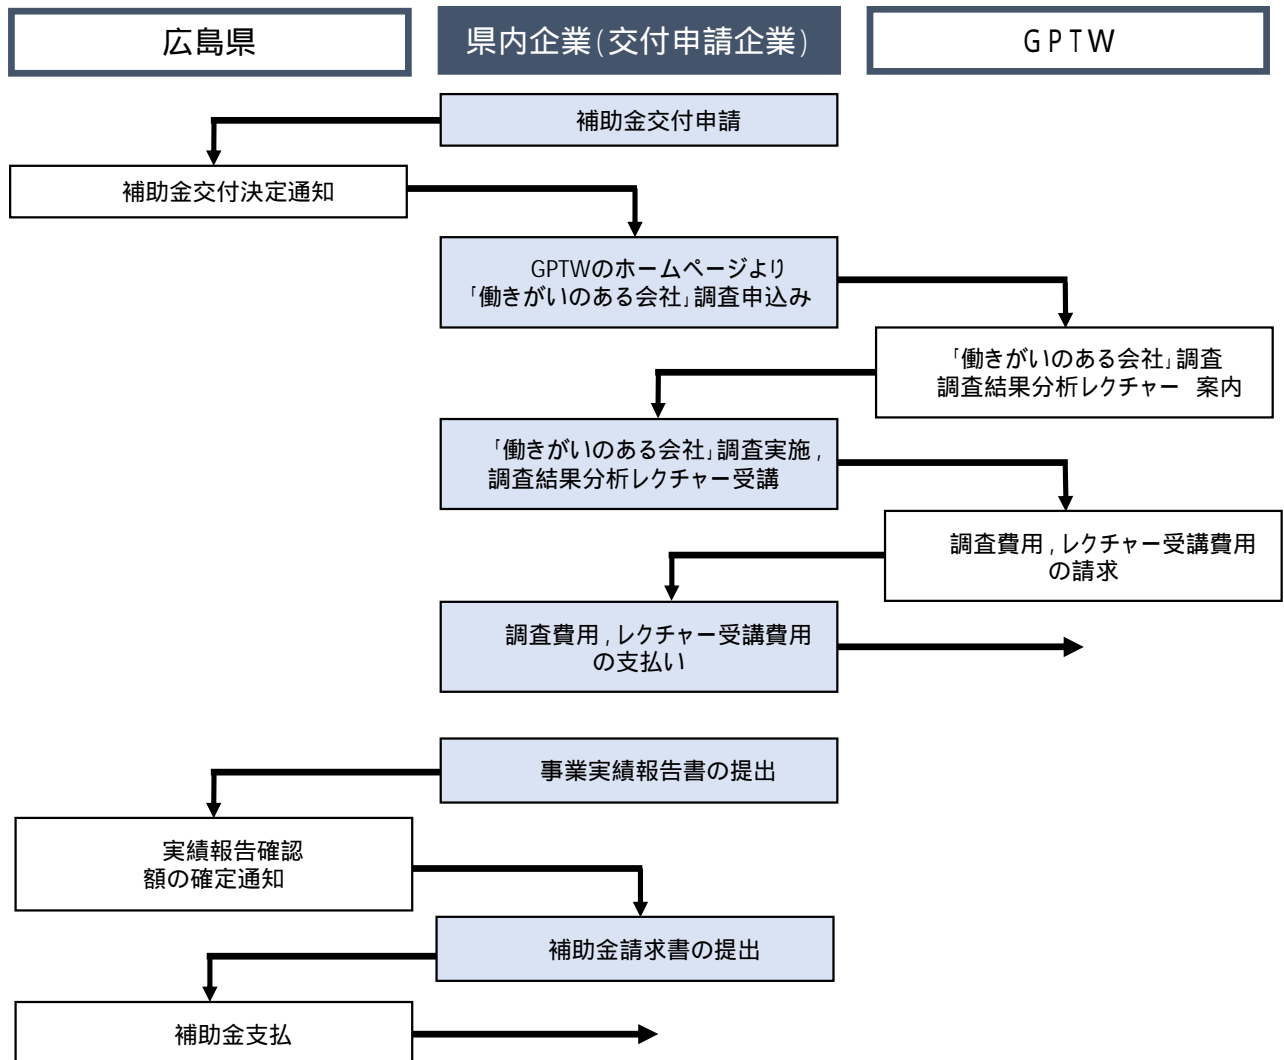 広島県
県内企業(交付申請企業)
GPTW
補助金交付申請
補助金交付決定通知
GPTWのホームページより
｢働きがいのある会社｣調査申込み
｢働きがいのある会社｣調査
調査結果分析レクチャー 案内
｢働きがいのある会社｣調査実施,
調査結果分析レクチャー受講
調査費用,レクチャー受講費用
の請求
調査費用,レクチャー受講費用
の支払い
事業実績報告書の提出
実績報告確認
額の確定通知
補助金請求書の提出
補助金支払